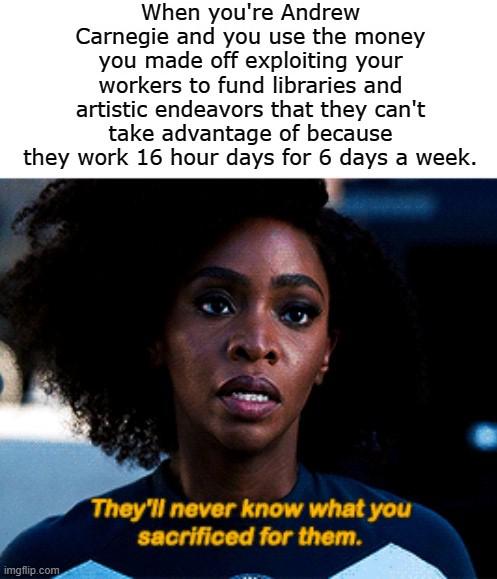 When you're Andrew
Carnegie and you use the money
you made off exploiting your
workers to fund libraries and
artistic endeavors that they can't
take advantage of because
they work 16 hour days for 6 days a week.
They'll never know what you
sacrificed for them.
imgflip.com